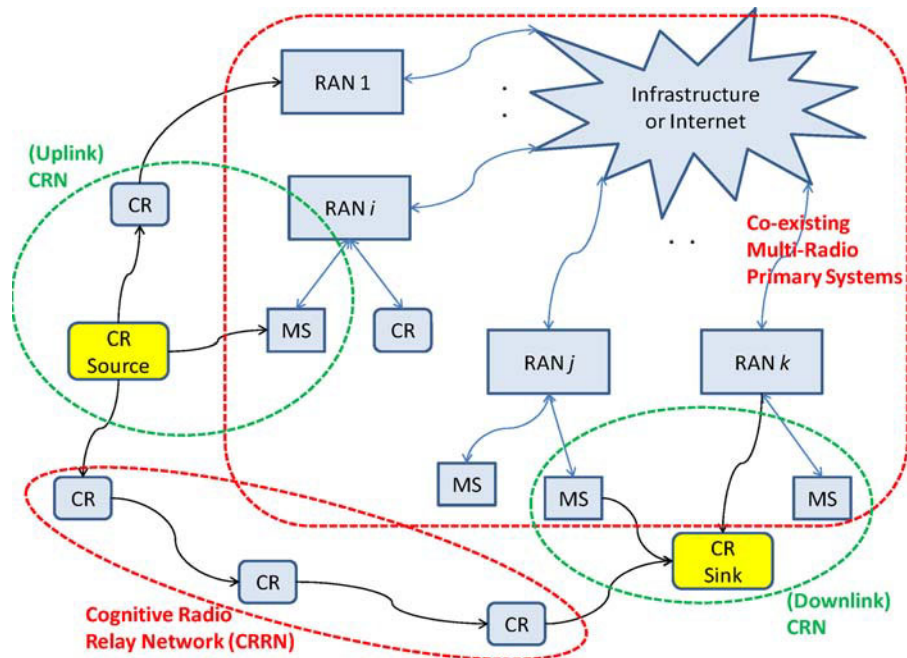 RAN 1
Infrastructure
or Internet
(Uplink)
CRN
CR
RAN i
Co-existing
Multi-Radio
Primary Systems
MS
CR
CR
Source
RAN j
RAN k
CR
MS
MS
MS
CR
Sink
CR
CR
Cognitive Radio
Relay Network (CRRN)
(Downlink)
CRN